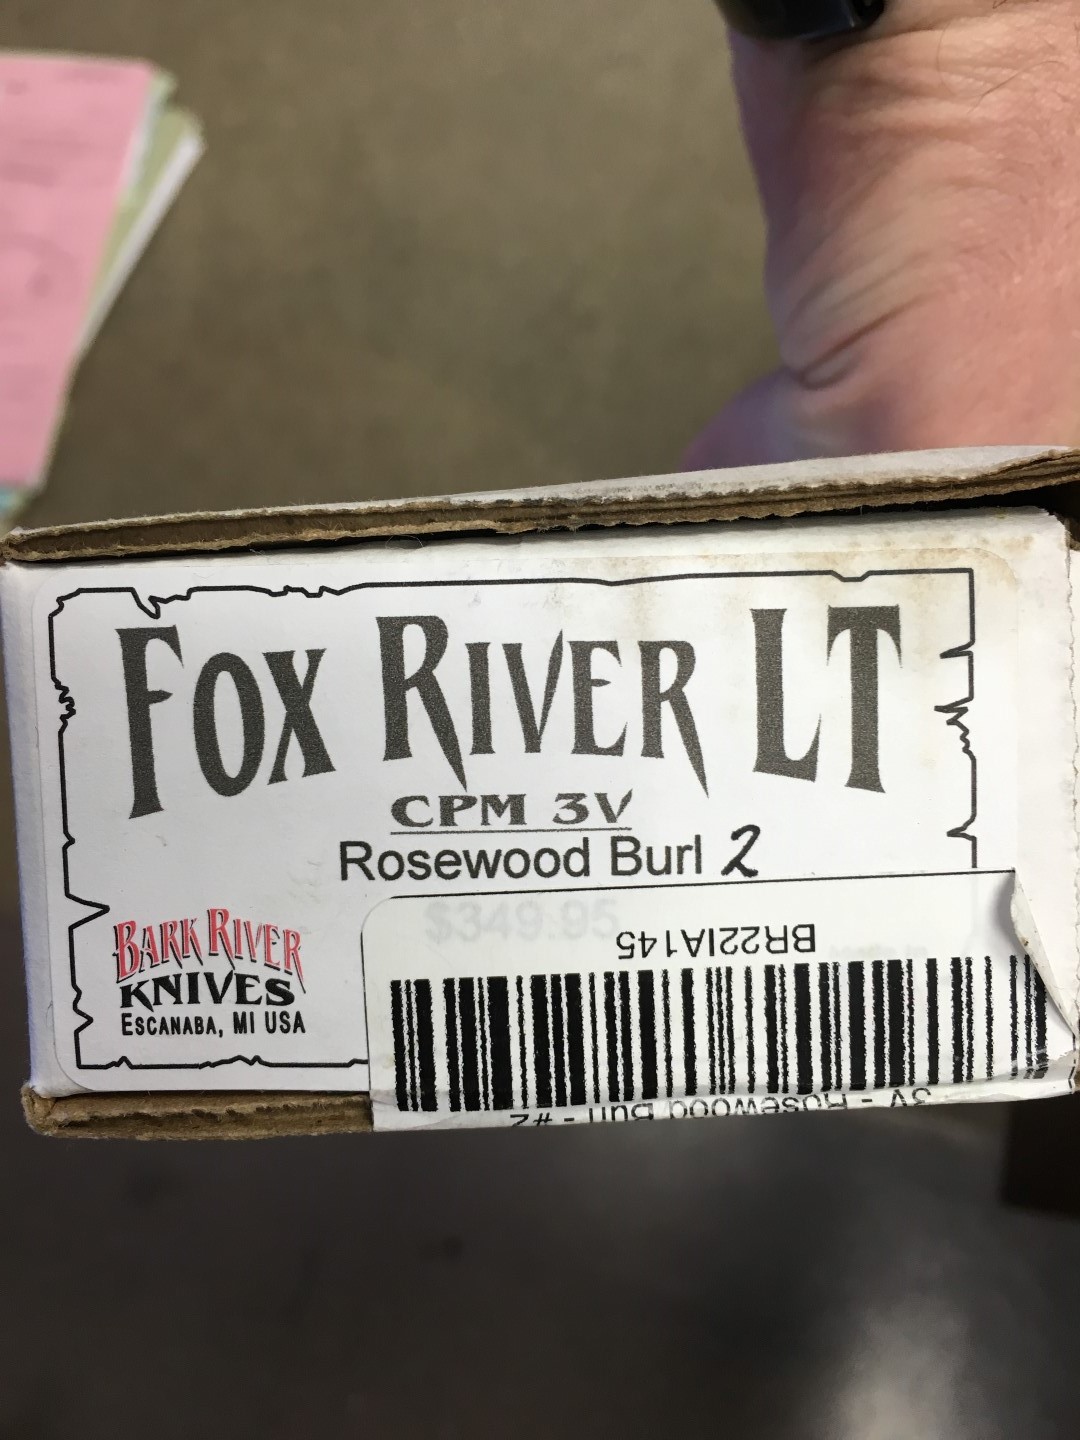 FOX RIVER LT
CPM 3V
Rosewood Burl 2
$349.95
BR22IA145
3V - Rosewood Burl - #2
BARK RIVER
KNIVES
ESCANABA, MI USA